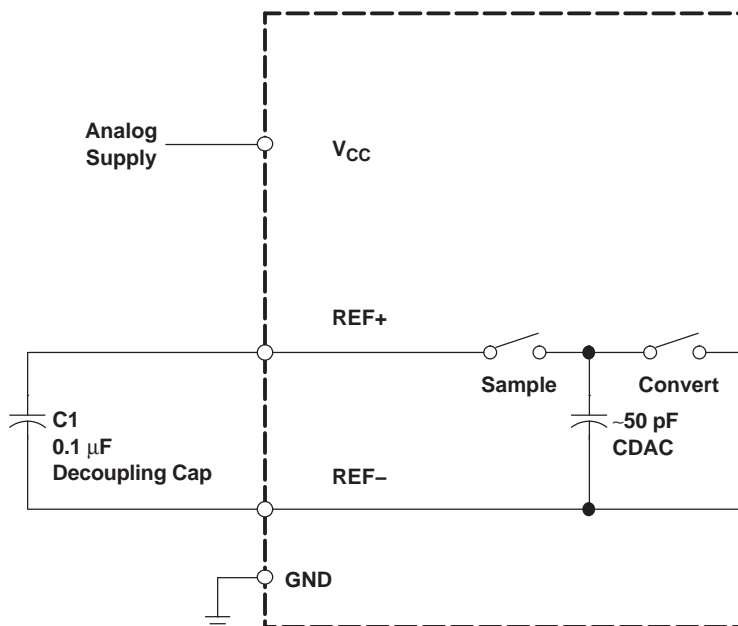 Analog
Supply
VCC
REF+
Sample
Convert
C1
0.1 μF
Decoupling Cap
~50 pF
CDAC
REF−
GND